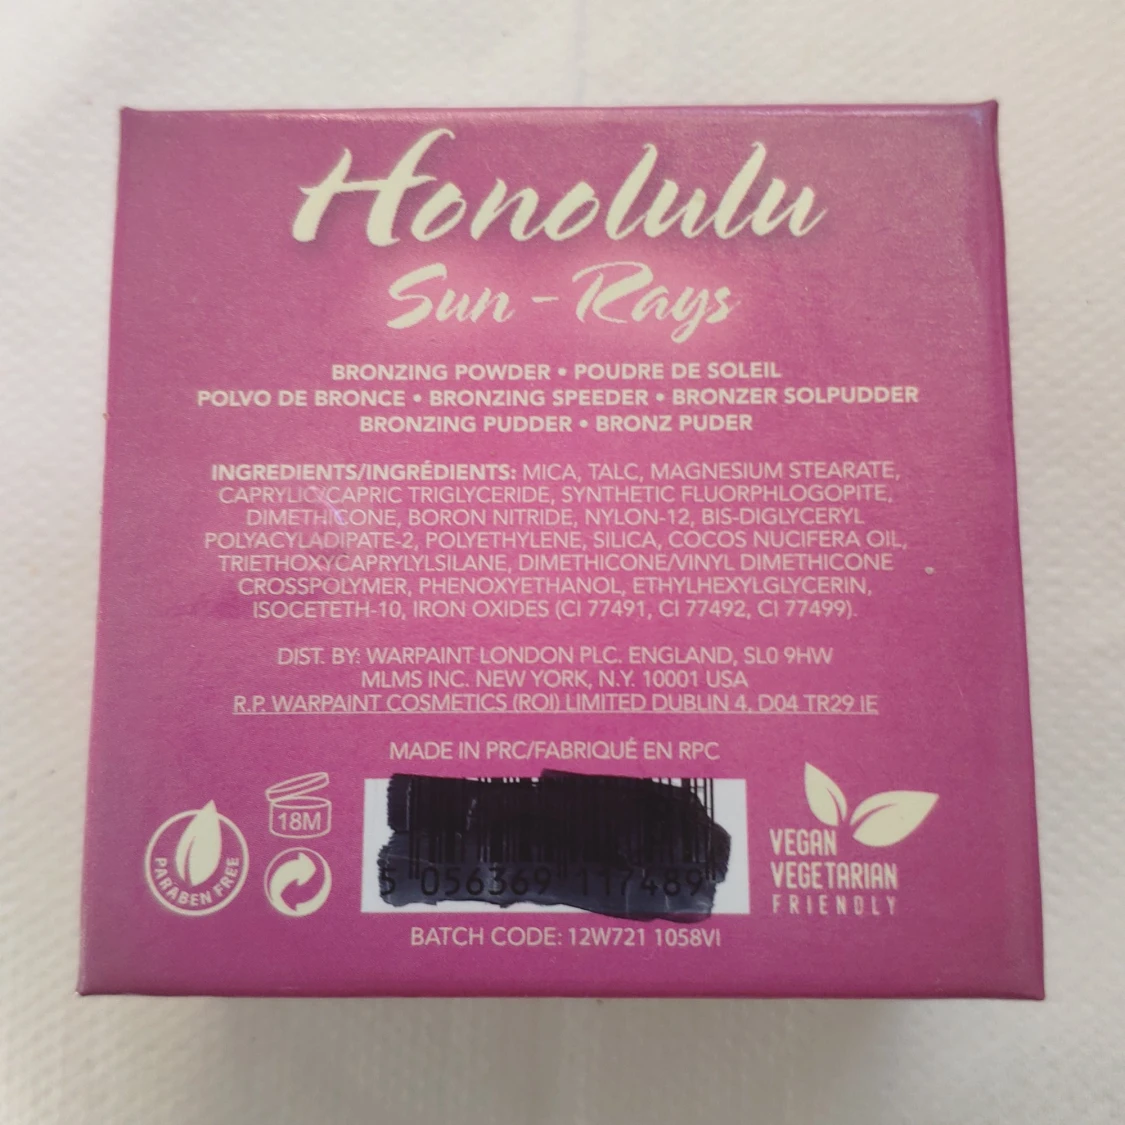 Honolulu
Sun-Rays
BRONZING POWDER • POUDRE DE SOLEIL
POLVO DE BRONCE • BRONZING SPEEDER • BRONZER SOLPUDDER
BRONZING PUDDER • BRONZ PUDER
INGREDIENTS/INGRÉDIENTS: MICA, TALC, MAGNESIUM STEARATE,
CAPRYLIC/CAPRIC TRIGLYCERIDE, SYNTHETIC FLUORPHLOGOPITE,
DIMETHICONE, BORON NITRIDE, NYLON-12, BIS-DIGLYCERYL
POLYACYLADIPATE-2, POLYETHYLENE, SILICA, COCOS NUCIFERA OIL,
TRIETHOXYCAPRYLYLSILANE, DIMETHICONE/VINYL DIMETHICONE
CROSSPOLYMER, PHENOXYETHANOL, ETHYLHEXYLGLYCERIN,
ISOCETETH-10, IRON OXIDES (CI 77491, CI 77492, CI 77499).
DIST. BY: WARPAINT LONDON PLC. ENGLAND, SL0 9HW
MLMS INC. NEW YORK, N.Y. 10001 USA
R.P. WARPAINT COSMETICS (ROI) LIMITED DUBLIN 4, D04 TR29 IE
MADE IN PRC/FABRIQUÉ EN RPC
PARABEN FREE
18M
5 056369 117489
VEGAN
VEGETARIAN
FRIENDLY
BATCH CODE: 12W721 1058VI